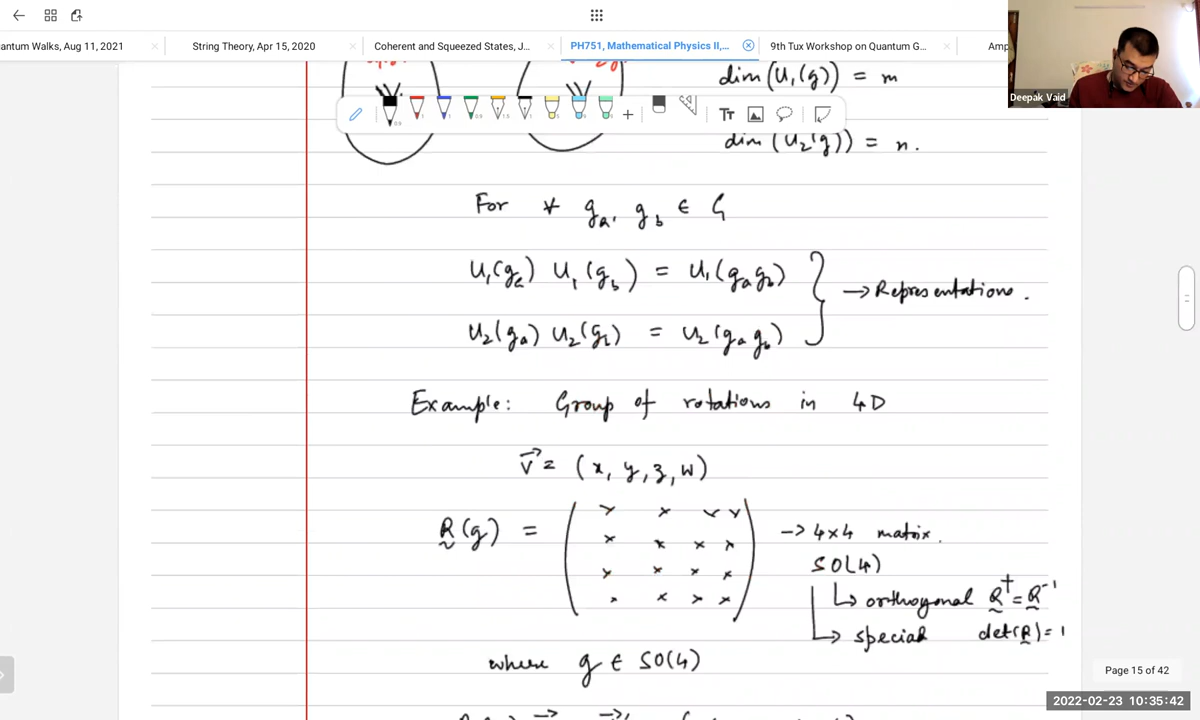 antum Walks, Aug 11, 2021
String Theory, Apr 15, 2020
Coherent and Squeezed States, J...
PH751, Mathematical Physics II,...
9th Tux Workshop on Quantum G...
Amp
Deepak Vaid
dim (U₁(g)) = m
dim (U₂(g)) = n.
For ∀ gₐ, g_b ∈ G
U₁(gₐ) U₁(g_b) = U₁(gₐg_b)
→ Representations.
U₂(gₐ) U₂(g_b) = U₂(gₐg_b)
Example: Group of rotations in 4D
v⃗ = (x, y, z, w)
R(g) =
x x x x
x x x x
x x x x
x x x x
→ 4x4 matrix.
SO(4)
↳ orthogonal R† = R⁻¹
↳ special det(R) = 1
where g ∈ SO(4)
Page 15 of 42
2022-02-23 10:35:42